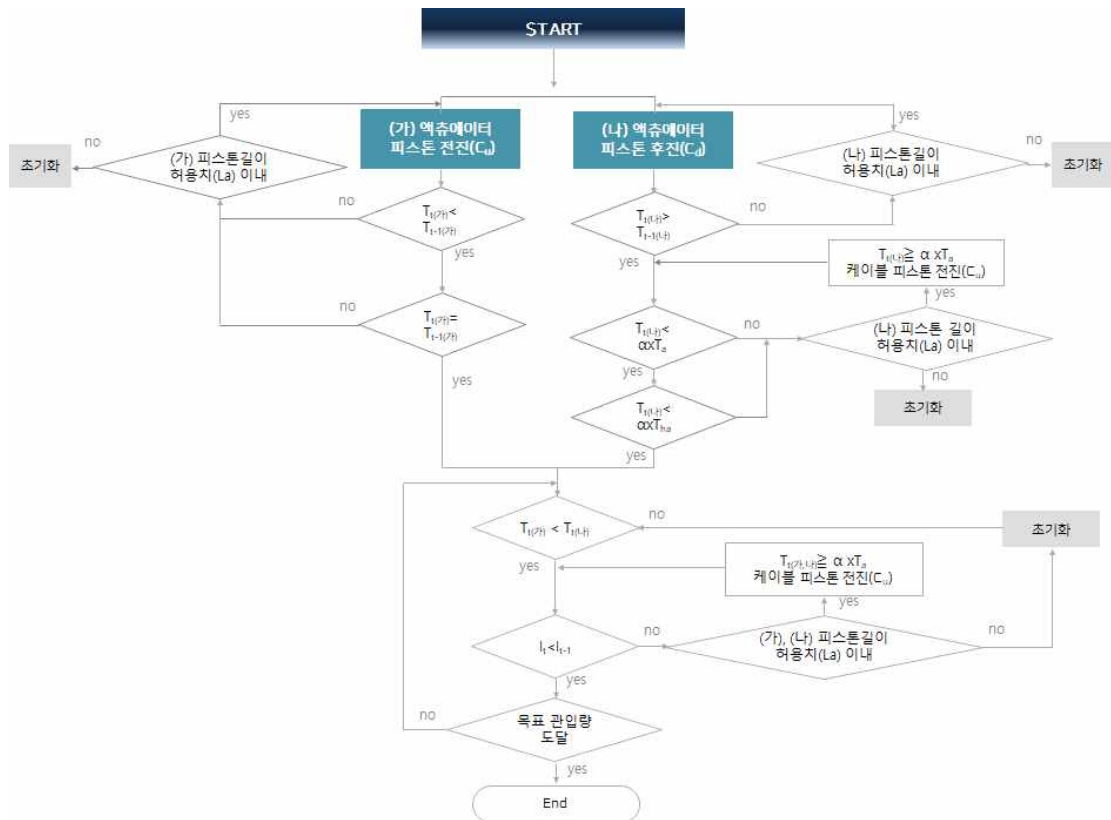 START
yes
(가) 엑츄에이터
피스톤 전진(Cu)
(나) 엑츄에이터
피스톤 후진(Cd)
yes
no
초기화
(가) 피스톤길이
허용치(La) 이내
(나) 피스톤길이
허용치(La) 이내
no
초기화
no
Tt(가)<
Tt-1(가)
yes
Tt(나)>
Tt-1(나)
no
yes
Tt(나)≧ α xTa
케이블 피스톤 전진(Cu)
yes
no
Tt(가)=
Tt-1(가)
yes
Tt(나)<
αxTa
no
yes
(나) 피스톤 길이
허용치(La) 이내
no
초기화
Tt(나)<
αxTha
yes
Tt(가) < Tt(나)
no
초기화
yes
Tt(가,나)≧ α xTa
케이블 피스톤 전진(Cu)
yes
It<It-1
no
(가), (나) 피스톤길이
허용치(La) 이내
no
yes
no
목표 관입량
도달
yes
End